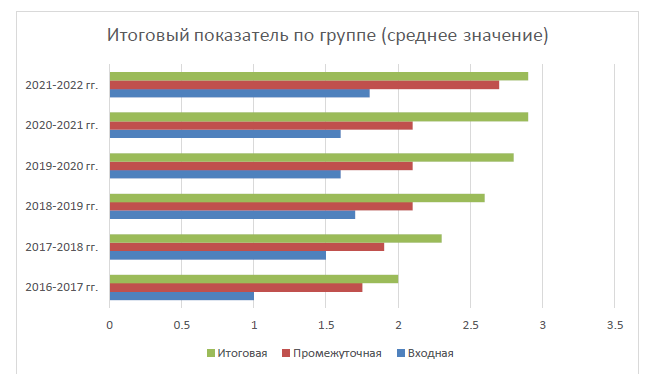 Итоговый показатель по группе (среднее значение)
2021-2022 гг.
2020-2021 гг.
2019-2020 гг.
2018-2019 гг.
2017-2018 гг.
2016-2017 гг.
0 0.5 1 1.5 2 2.5 3 3.5
Итоговая Промежуточная Входная